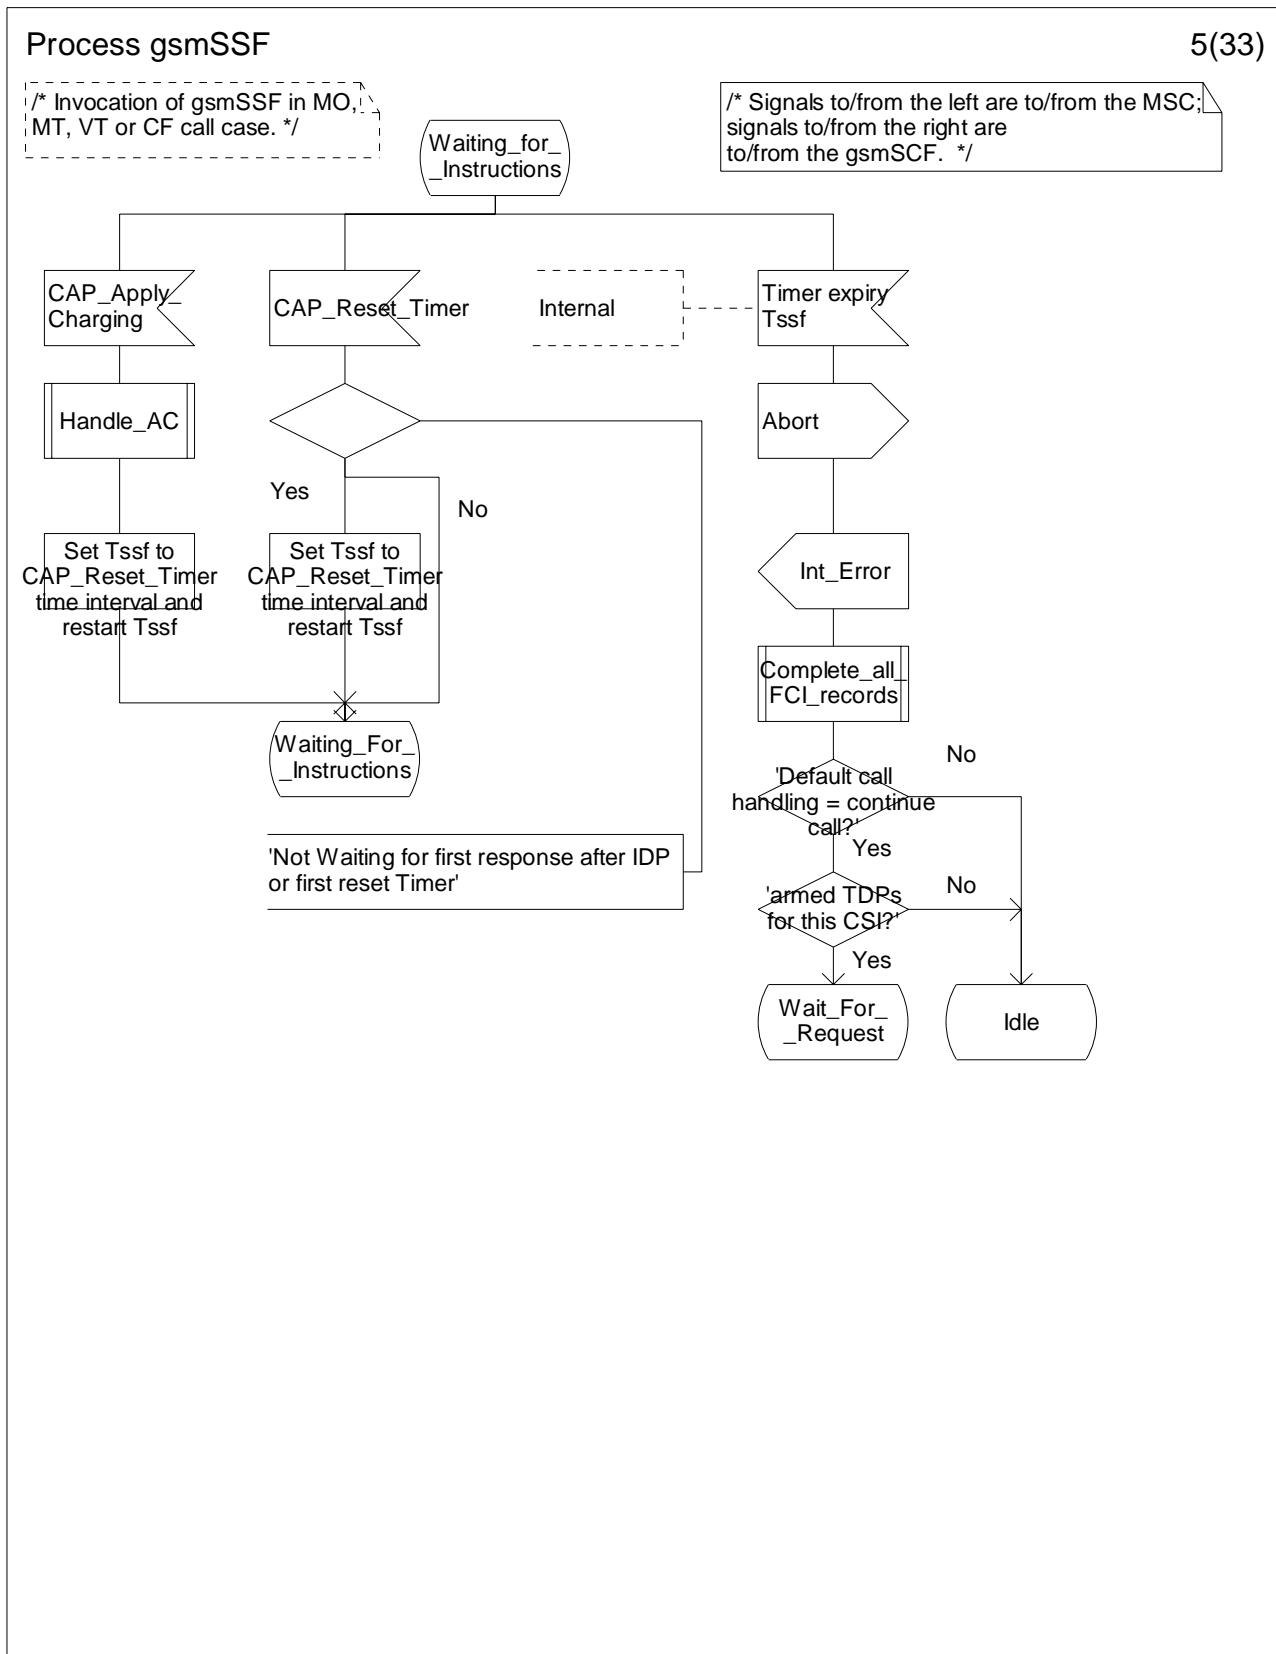 Process gsmSSF
5(33)
/* Invocation of gsmSSF in MO,
MT, VT or CF call case. */
/* Signals to/from the left are to/from the MSC;
signals to/from the right are
to/from the gsmSCF.  */
Waiting_for_
_Instructions
CAP_Apply_
Charging
CAP_Reset_Timer
Internal
Timer expiry
Tssf
Handle_AC
Abort
Yes
No
Set Tssf to
CAP_Reset_Timer
time interval and
restart Tssf
Set Tssf to
CAP_Reset_Timer
time interval and
restart Tssf
Int_Error
Complete_all_
FCI_records
Waiting_For_
_Instructions
No
'Default call
handling = continue
call?'
Yes
'Not Waiting for first response after IDP
or first reset Timer'
'armed TDPs
for this CSI?'
No
Yes
Wait_For_
_Request
Idle